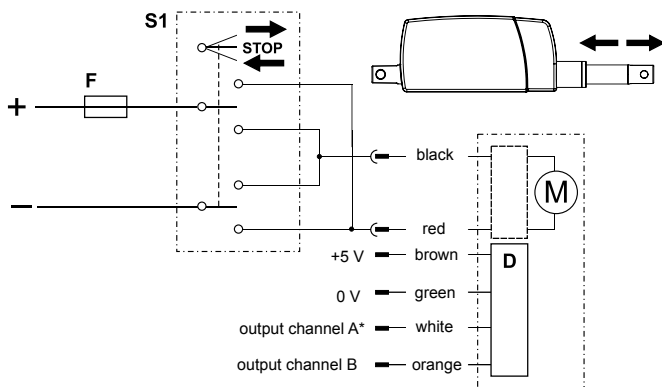 S1
STOP
F
+
–
black
M
red
+5 V brown
D
0 V green
output channel A* white
output channel B orange